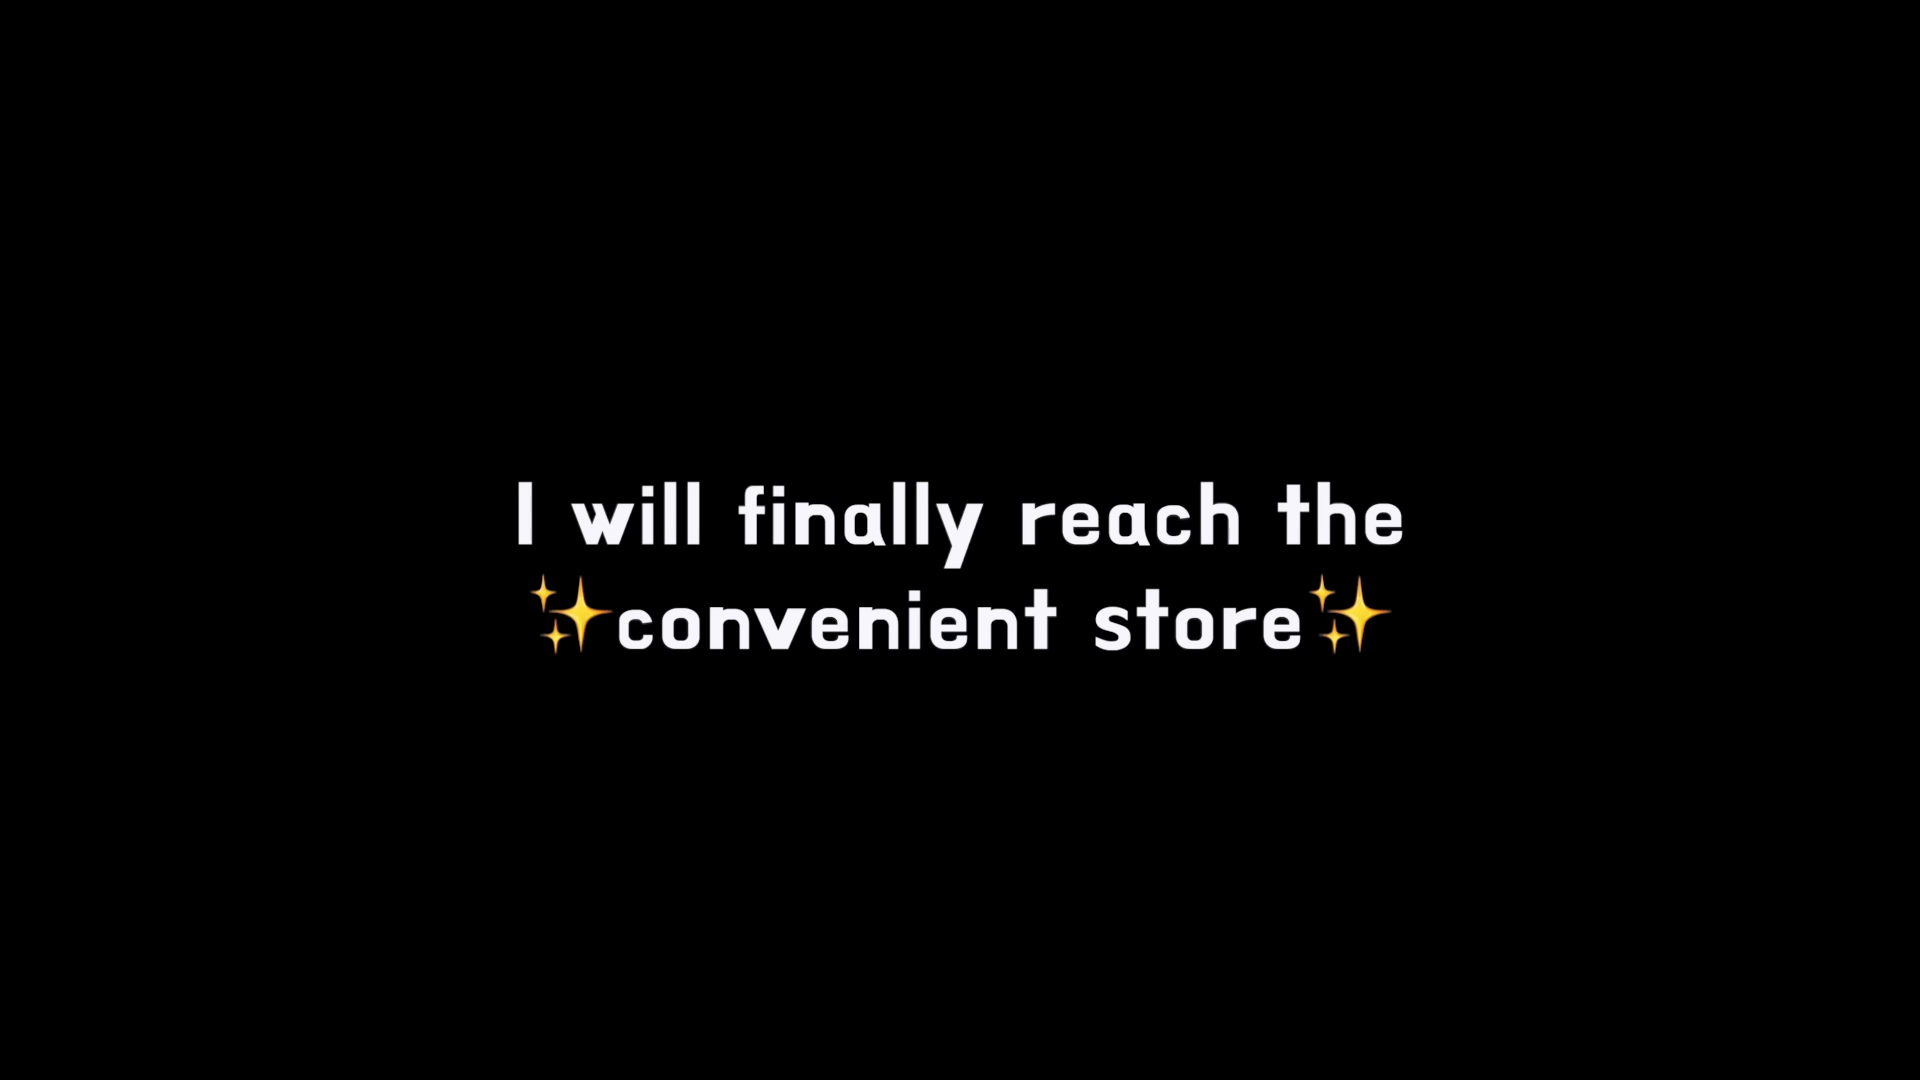 I will finally reach the
✨convenient store✨